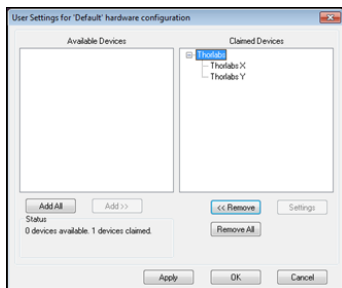 User Settings for 'Default' hardware configuration
Available Devices
Claimed Devices
Thorlabs
Thorlabs X
Thorlabs Y
Add All
Add >>
<< Remove
Settings
Status
0 devices available. 1 devices claimed.
Remove All
Apply
OK
Cancel